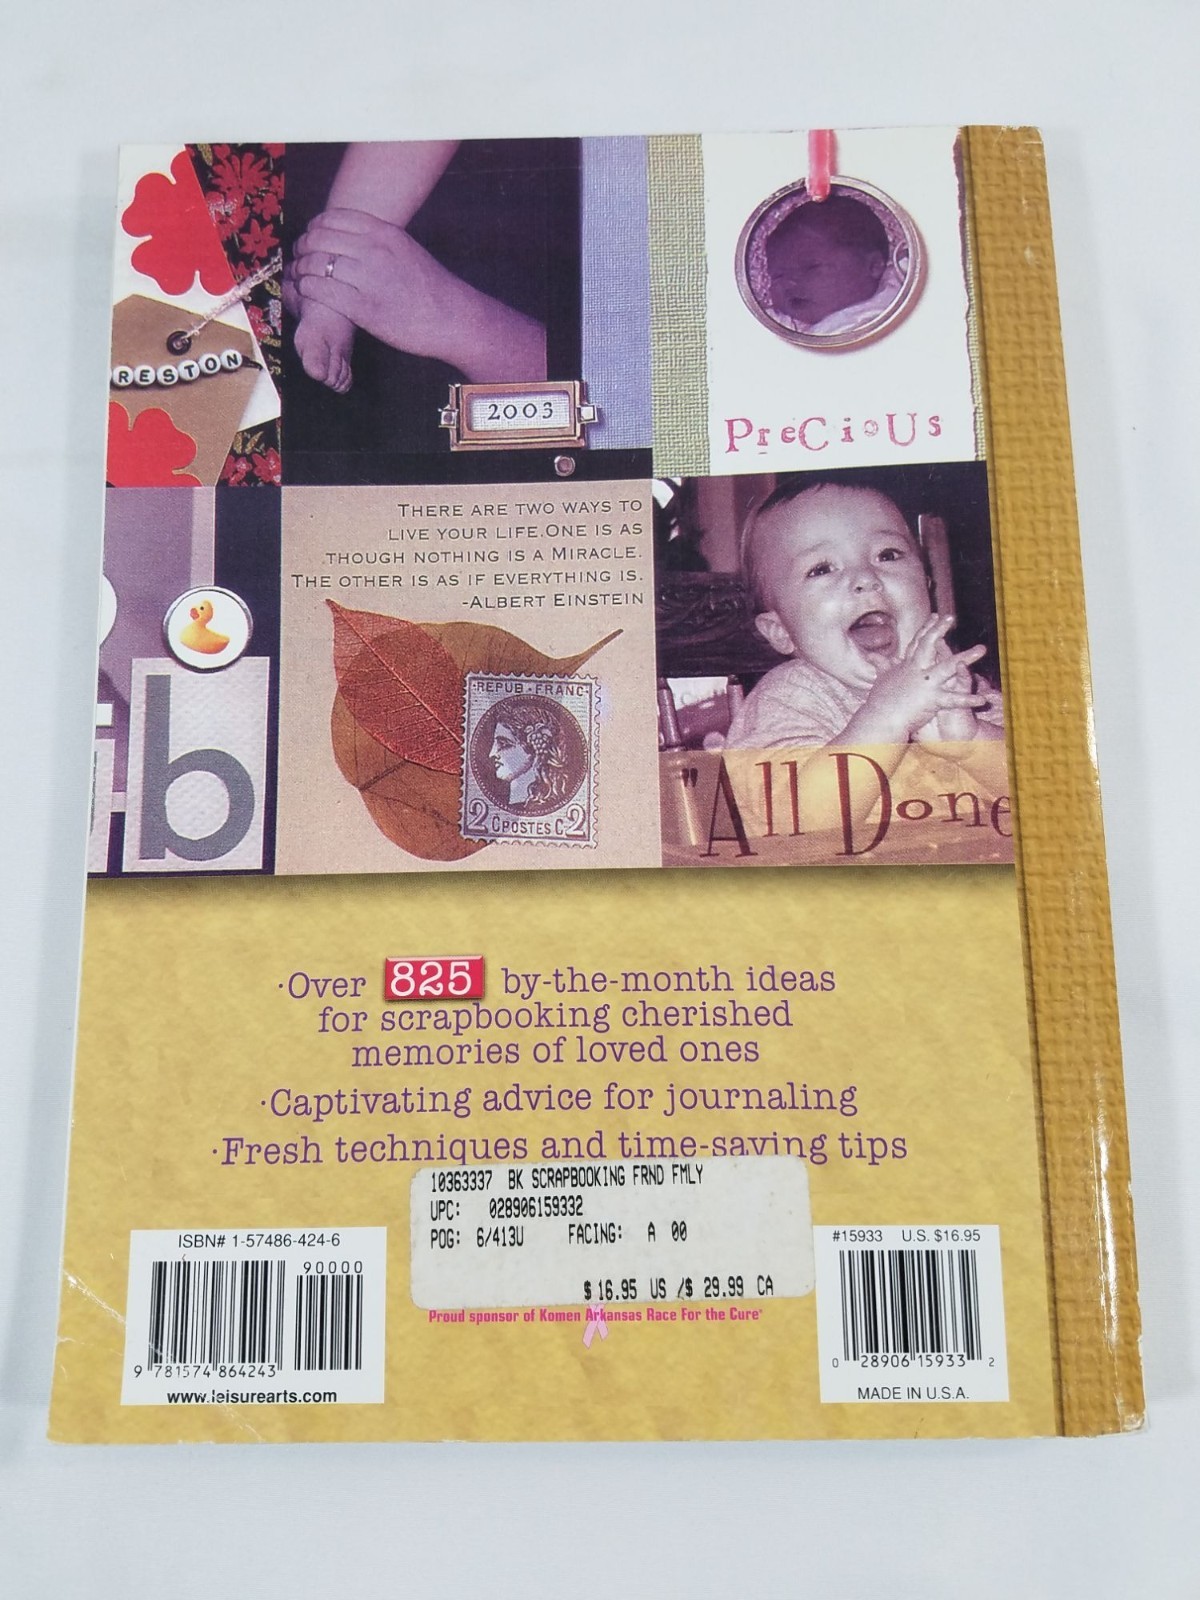 RESTON
2003
PreCioUs
THERE ARE TWO WAYS TO
LIVE YOUR LIFE.ONE IS AS
THOUGH NOTHING IS A MIRACLE.
THE OTHER IS AS IF EVERYTHING IS.
-ALBERT EINSTEIN
b
REPUB·FRANC·
2 C POSTES C 2
"All Done
·Over 825 by-the-month ideas
for scrapbooking cherished
memories of loved ones
·Captivating advice for journaling
·Fresh techniques and time-saving tips
10363337 BK SCRAPBOOKING FRND FMLY
UPC: 028906159332
POG: 6/413U FACING: A 00
$16.95 US /$ 29.99 CA
Proud sponsor of Komen Arkansas Race For the Cure®
ISBN# 1-57486-424-6
90000
9 781574 864243
www.leisurearts.com
#15933 U.S. $16.95
0 28906 15933 2
MADE IN U.S.A.